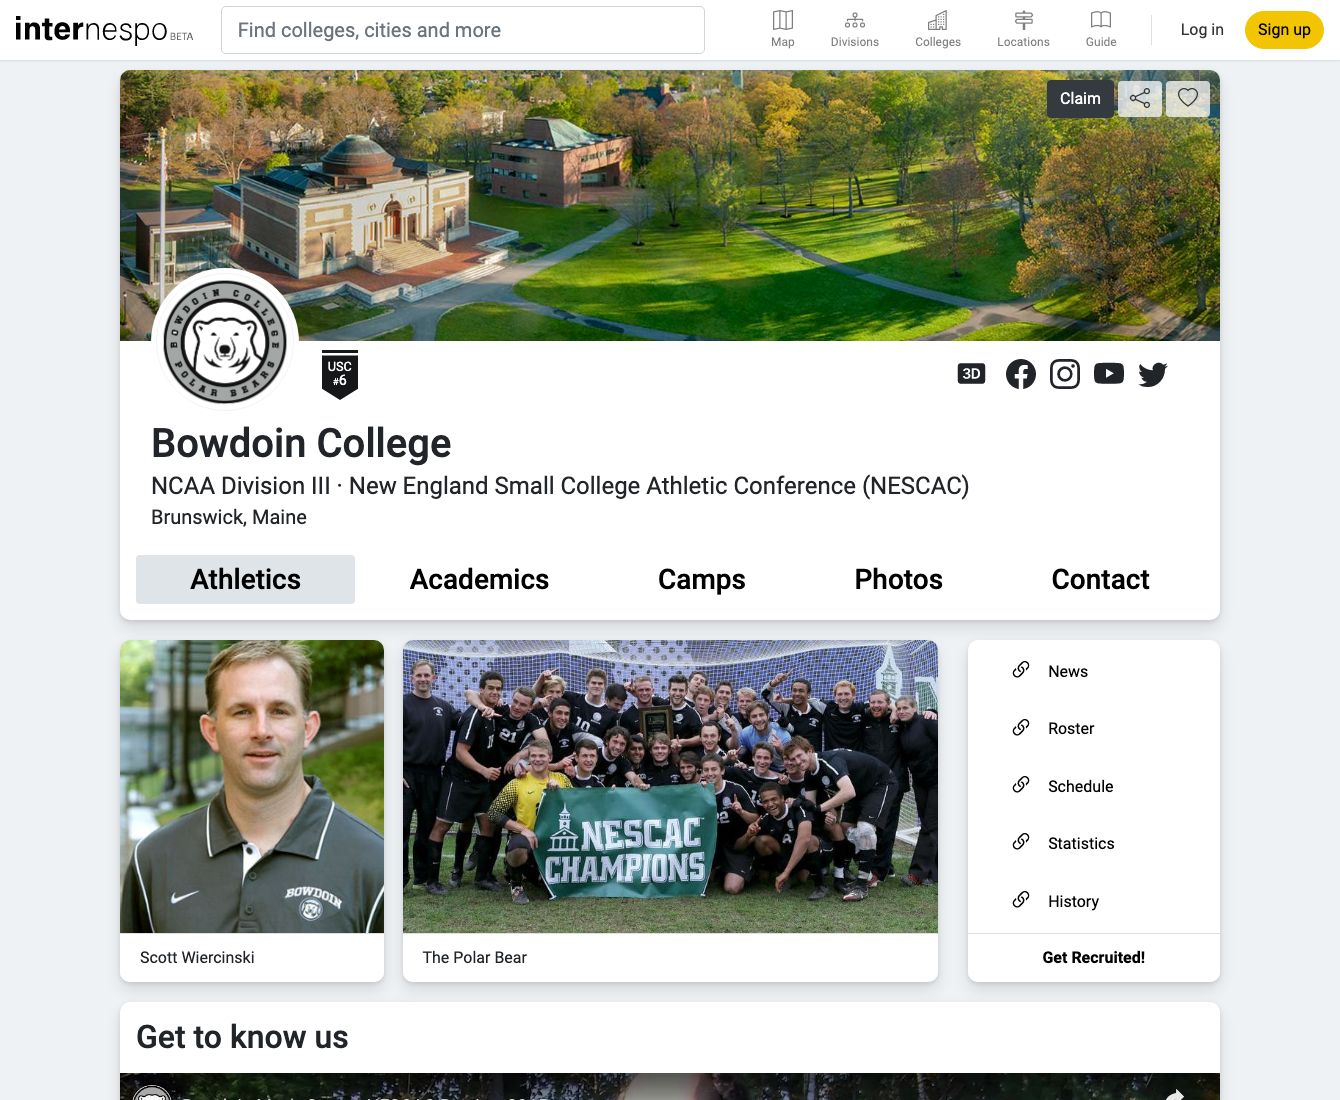 internespo BETA
Find colleges, cities and more
Map
Divisions
Colleges
Locations
Guide
Log in
Sign up
Claim
BOWDOIN COLLEGE
POLAR BEARS
USC
#6
3D
Bowdoin College
NCAA Division III · New England Small College Athletic Conference (NESCAC)
Brunswick, Maine
Athletics
Academics
Camps
Photos
Contact
BOWDOIN
NESCAC
CHAMPIONS
10
21
Scott Wiercinski
The Polar Bear
News
Roster
Schedule
Statistics
History
Get Recruited!
Get to know us